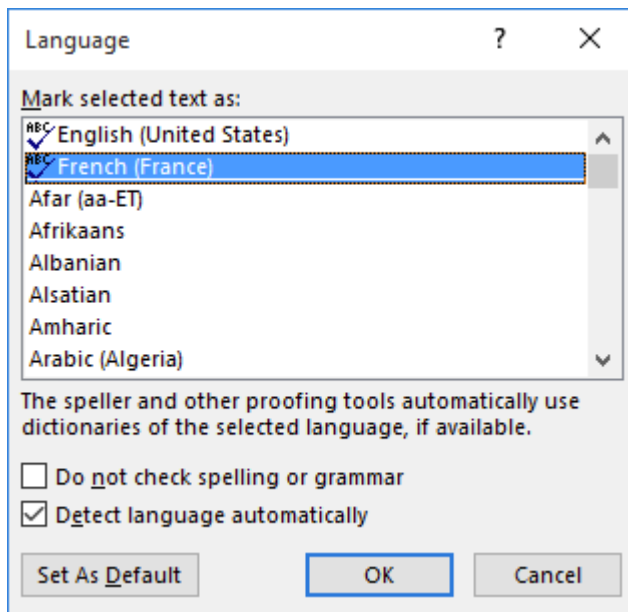 Language
Mark selected text as:
ABC English (United States)
ABC French (France)
Afar (aa-ET)
Afrikaans
Albanian
Alsatian
Amharic
Arabic (Algeria)
The speller and other proofing tools automatically use
dictionaries of the selected language, if available.
Do not check spelling or grammar
Detect language automatically
Set As Default OK Cancel